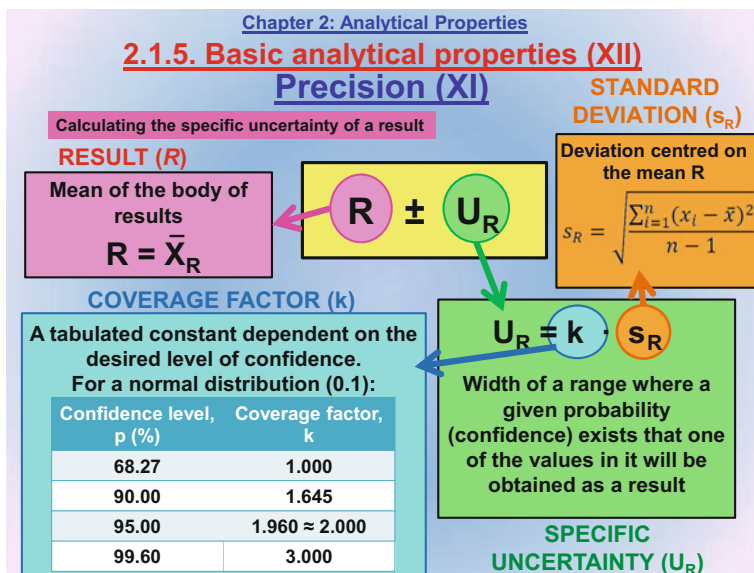 Chapter 2: Analytical Properties
2.1.5. Basic analytical properties (XII)
Precision (XI)
STANDARD
DEVIATION (sR)
Calculating the specific uncertainty of a result
RESULT (R)
Mean of the body of
results
R = X̄R
R ± UR
Deviation centred on
the mean R
sR = √(∑ⁿᵢ₌₁(xᵢ − x̄)² / (n − 1))
COVERAGE FACTOR (k)
A tabulated constant dependent on the
desired level of confidence.
For a normal distribution (0.1):
Confidence level, Coverage factor,
p (%) k
68.27 1.000
90.00 1.645
95.00 1.960 ≈ 2.000
99.60 3.000
UR = k · sR
Width of a range where a
given probability
(confidence) exists that one
of the values in it will be
obtained as a result
SPECIFIC
UNCERTAINTY (UR)